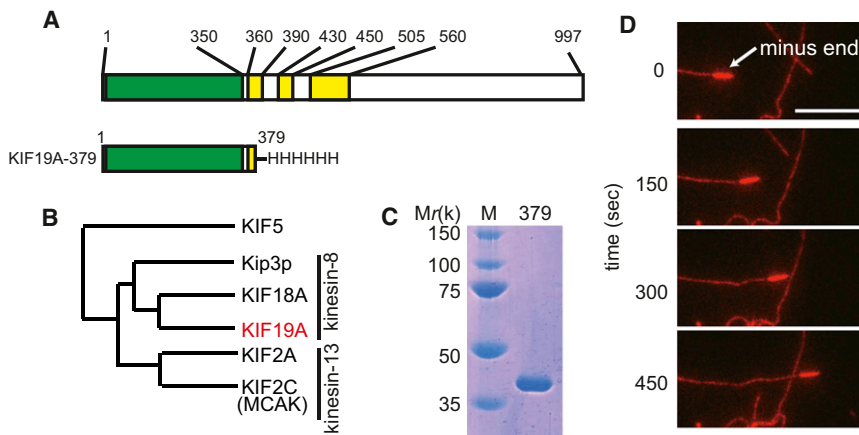 A
1 350 360 390 430 450 505 560 997
1 379
KIF19A-379 HHHHHH
B
KIF5
Kip3p
KIF18A
KIF19A
KIF2A
KIF2C
(MCAK)
kinesin-8
kinesin-13
C
Mr(k) M 379
150
100
75
50
35
D
minus end
0
150
300
450
time (sec)